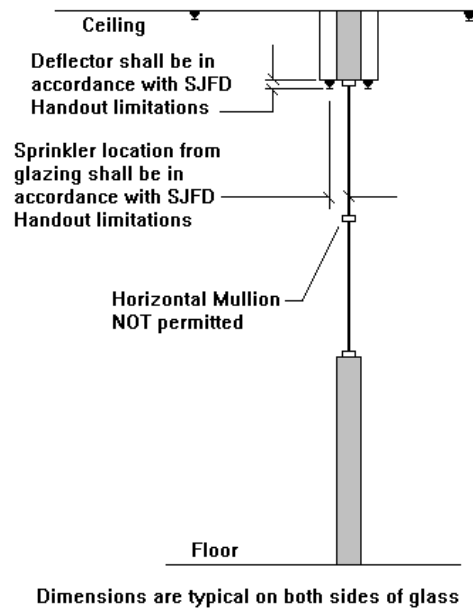 Ceiling
Deflector shall be in
accordance with SJFD
Handout limitations
Sprinkler location from
glazing shall be in
accordance with SJFD
Handout limitations
Horizontal Mullion
NOT permitted
Floor
Dimensions are typical on both sides of glass